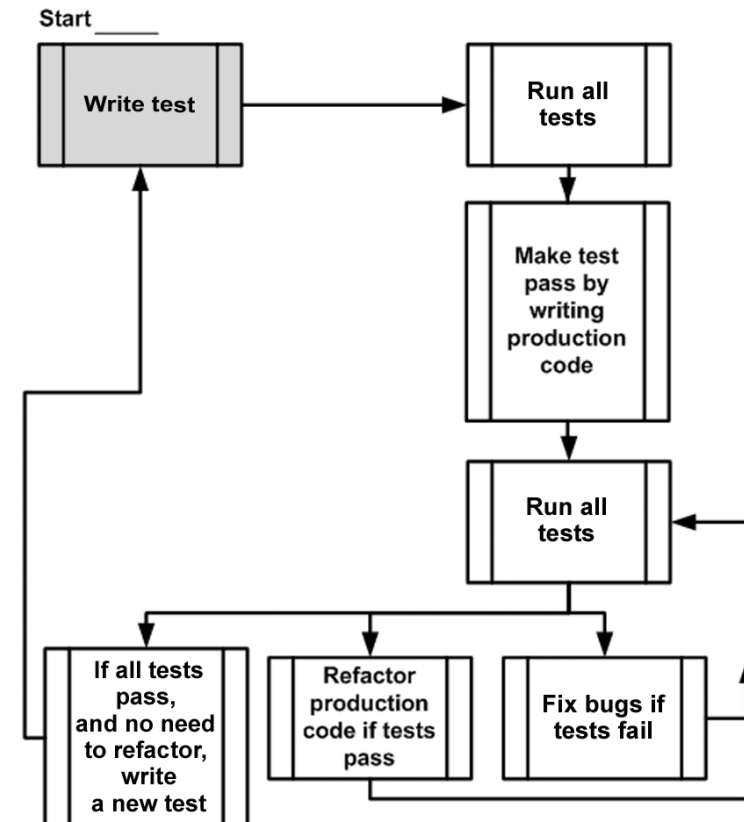 Start
Write test
Run all
tests
Make test
pass by
writing
production
code
Run all
tests
If all tests
pass,
and no need
to refactor,
write
a new test
Refactor
production
code if tests
pass
Fix bugs if
tests fail